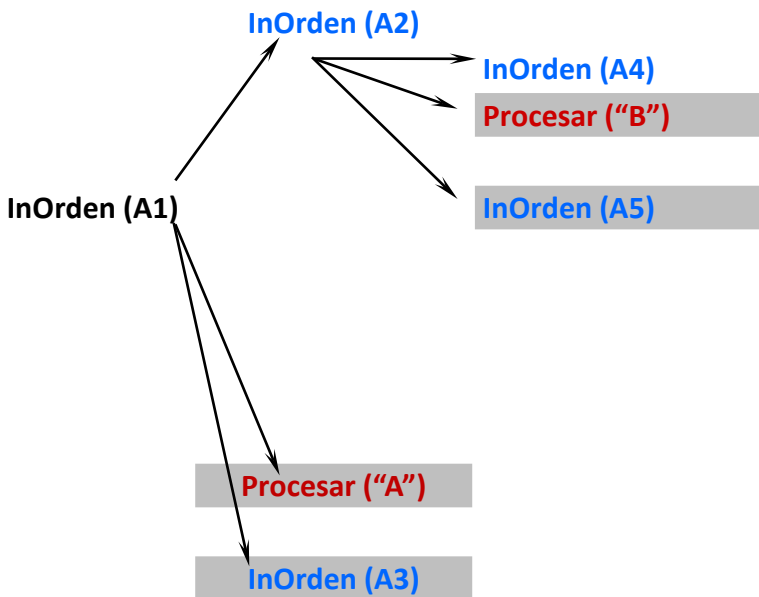 InOrden (A2)
InOrden (A4)
Procesar (“B”)
InOrden (A1)
InOrden (A5)
Procesar (“A”)
InOrden (A3)